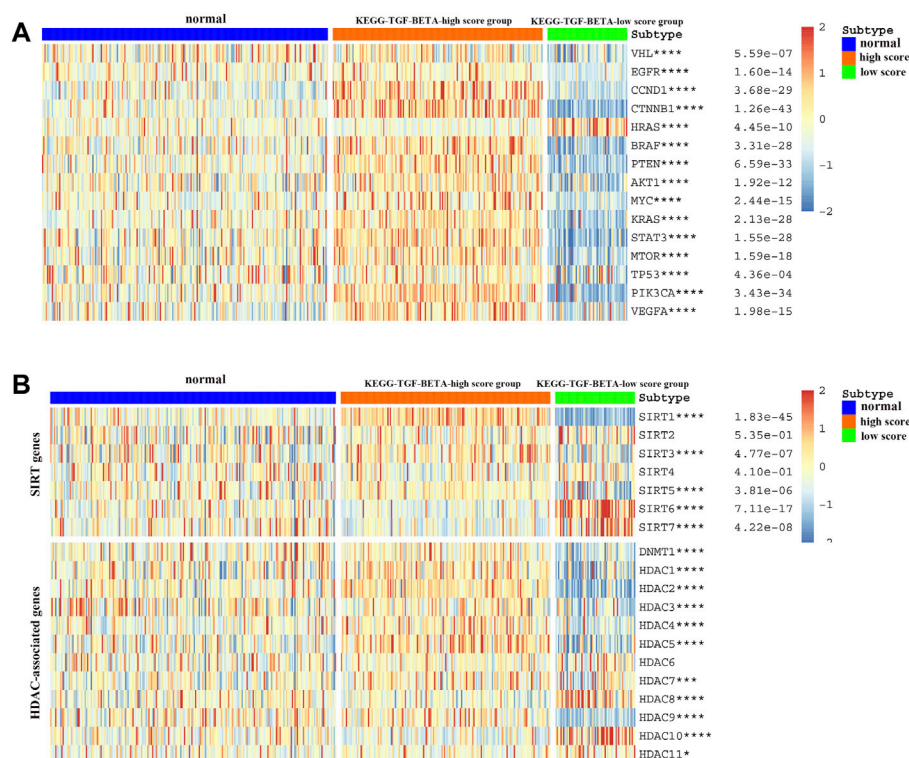 A
normal
KEGG-TGF-BETA-high score group
KEGG-TGF-BETA-low score group
Subtype
VHL**** 5.59e-07
EGFR**** 1.60e-14
CCND1**** 3.68e-29
CTNNB1**** 1.26e-43
HRAS**** 4.45e-10
BRAF**** 3.31e-28
PTEN**** 6.59e-33
AKT1**** 1.92e-12
MYC**** 2.44e-15
KRAS**** 2.13e-28
STAT3**** 1.55e-28
MTOR**** 1.59e-18
TP53**** 4.36e-04
PIK3CA**** 3.43e-34
VEGFA**** 1.98e-15
2
1
0
−1
−2
Subtype
normal
high score
low score
B
normal
KEGG-TGF-BETA-high score group
KEGG-TGF-BETA-low score group
Subtype
SIRT genes
SIRT1**** 1.83e-45
SIRT2 5.35e-01
SIRT3**** 4.77e-07
SIRT4 4.10e-01
SIRT5**** 3.81e-06
SIRT6**** 7.11e-17
SIRT7**** 4.22e-08
HDAC-associated genes
DNMT1****
HDAC1****
HDAC2****
HDAC3****
HDAC4****
HDAC5****
HDAC6
HDAC7***
HDAC8****
HDAC9****
HDAC10****
HDAC11*
2
1
0
−1
Subtype
normal
high score
low score